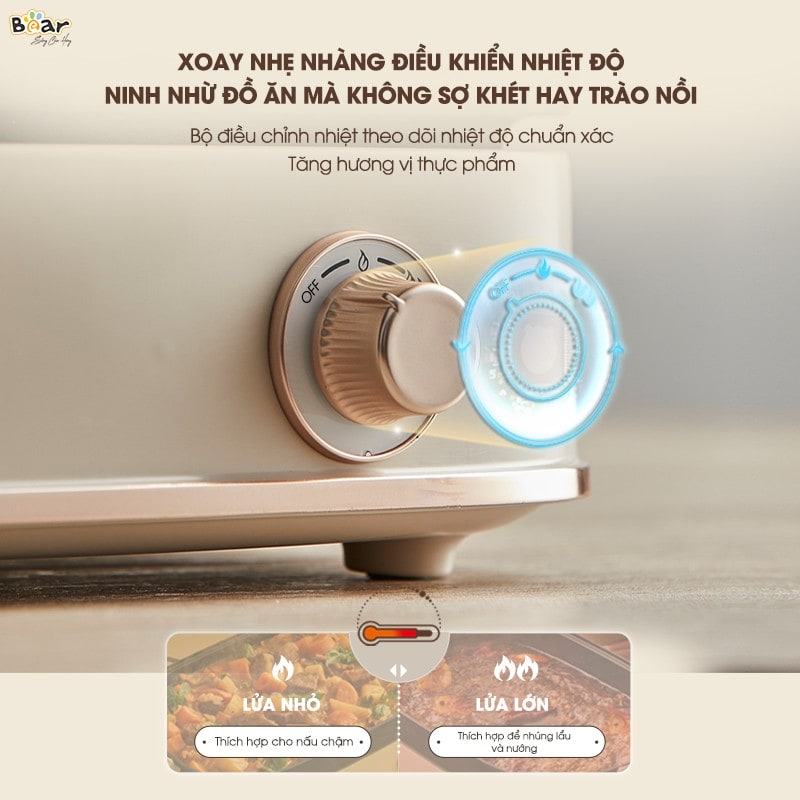 Bear
XOAY NHẸ NHÀNG ĐIỀU KHIỂN NHIỆT ĐỘ
NINH NHỪ ĐỒ ĂN MÀ KHÔNG SỢ KHÉT HAY TRÀO NỒI
Bộ điều chỉnh nhiệt theo dõi nhiệt độ chuẩn xác
Tăng hương vị thực phẩm
OFF
OFF
LỬA NHỎ
• Thích hợp cho nấu chậm •
LỬA LỚN
• Thích hợp để nhúng lẩu
và nướng •